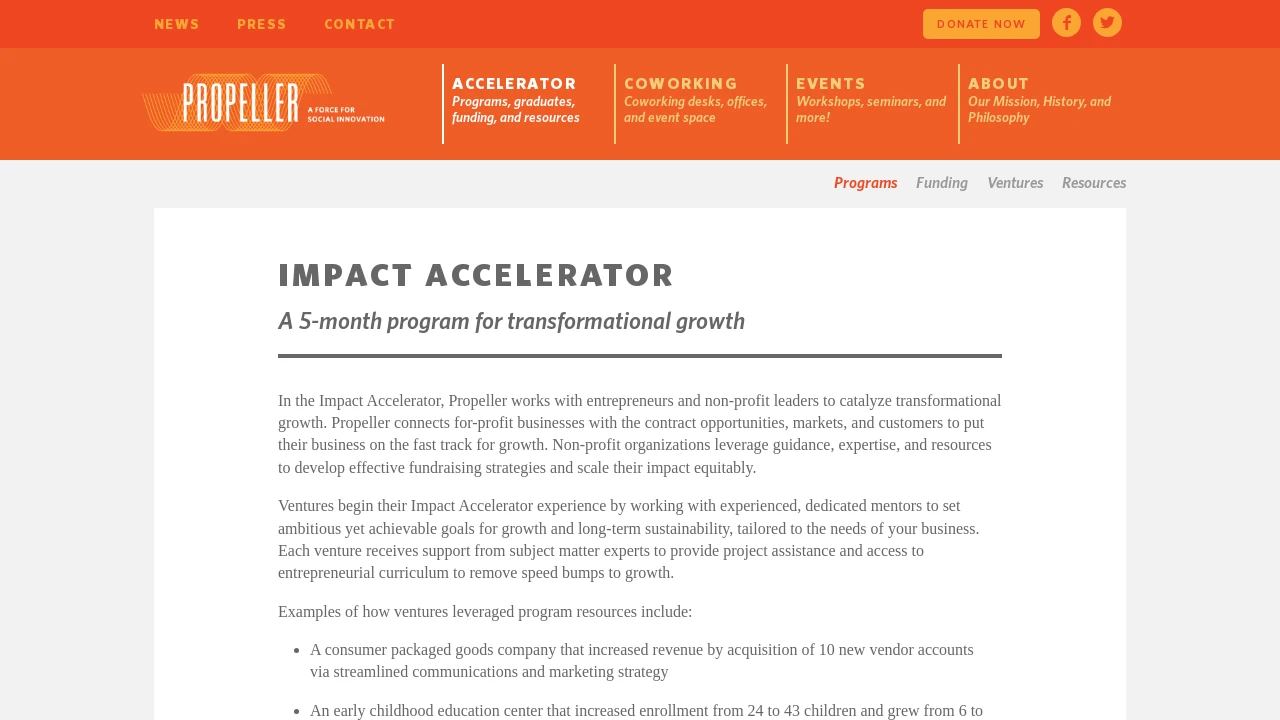 NEWS PRESS CONTACT DONATE NOW
PROPELLER A FORCE FOR SOCIAL INNOVATION
ACCELERATOR
Programs, graduates,
funding, and resources
COWORKING
Coworking desks, offices,
and event space
EVENTS
Workshops, seminars, and
more!
ABOUT
Our Mission, History, and
Philosophy
Programs Funding Ventures Resources
IMPACT ACCELERATOR
A 5-month program for transformational growth
In the Impact Accelerator, Propeller works with entrepreneurs and non-profit leaders to catalyze transformational
growth. Propeller connects for-profit businesses with the contract opportunities, markets, and customers to put
their business on the fast track for growth. Non-profit organizations leverage guidance, expertise, and resources
to develop effective fundraising strategies and scale their impact equitably.
Ventures begin their Impact Accelerator experience by working with experienced, dedicated mentors to set
ambitious yet achievable goals for growth and long-term sustainability, tailored to the needs of your business.
Each venture receives support from subject matter experts to provide project assistance and access to
entrepreneurial curriculum to remove speed bumps to growth.
Examples of how ventures leveraged program resources include:
• A consumer packaged goods company that increased revenue by acquisition of 10 new vendor accounts
via streamlined communications and marketing strategy
• An early childhood education center that increased enrollment from 24 to 43 children and grew from 6 to